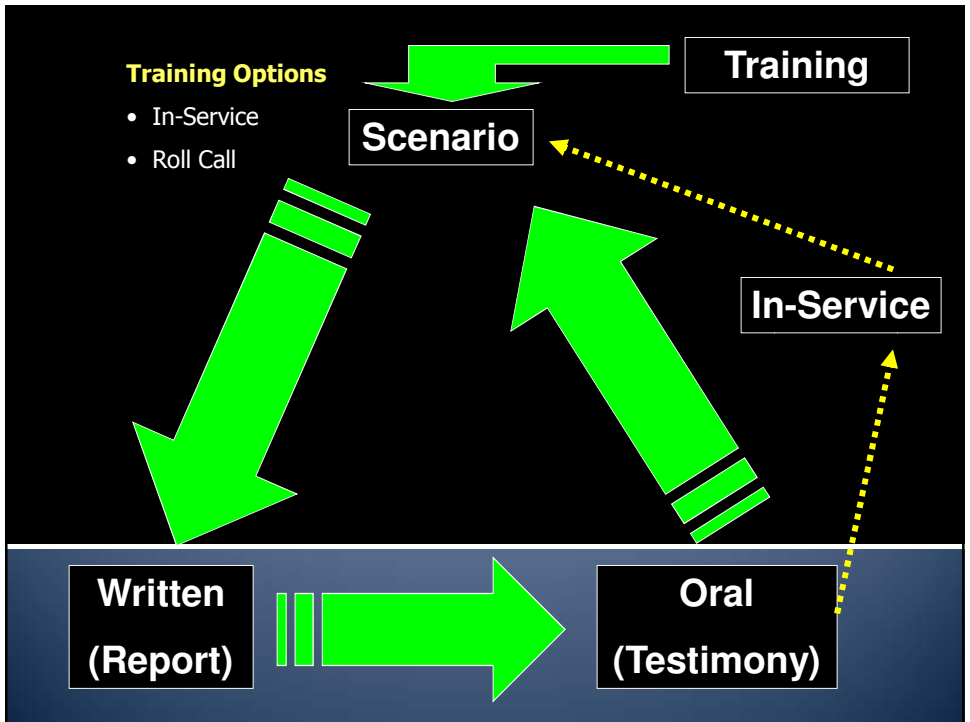 Training
Training Options
• In-Service
• Roll Call
Scenario
In-Service
Written
(Report)
Oral
(Testimony)